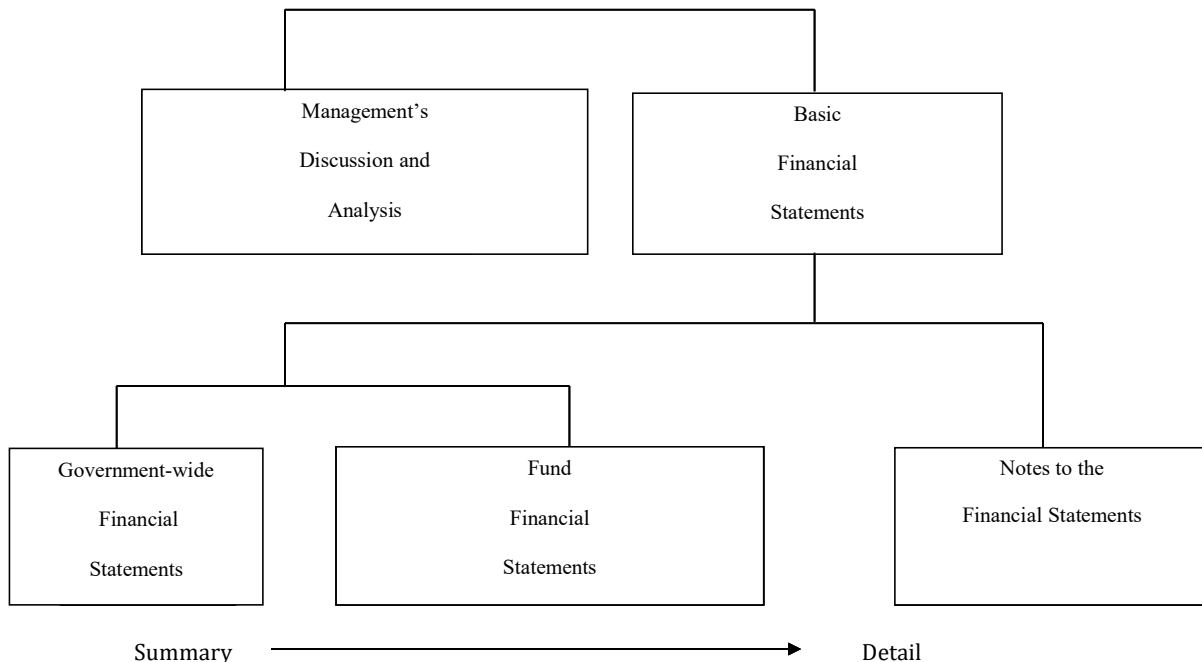 Management’s
Discussion and
Analysis
Basic
Financial
Statements
Government-wide
Financial
Statements
Fund
Financial
Statements
Notes to the
Financial Statements
Summary
Detail